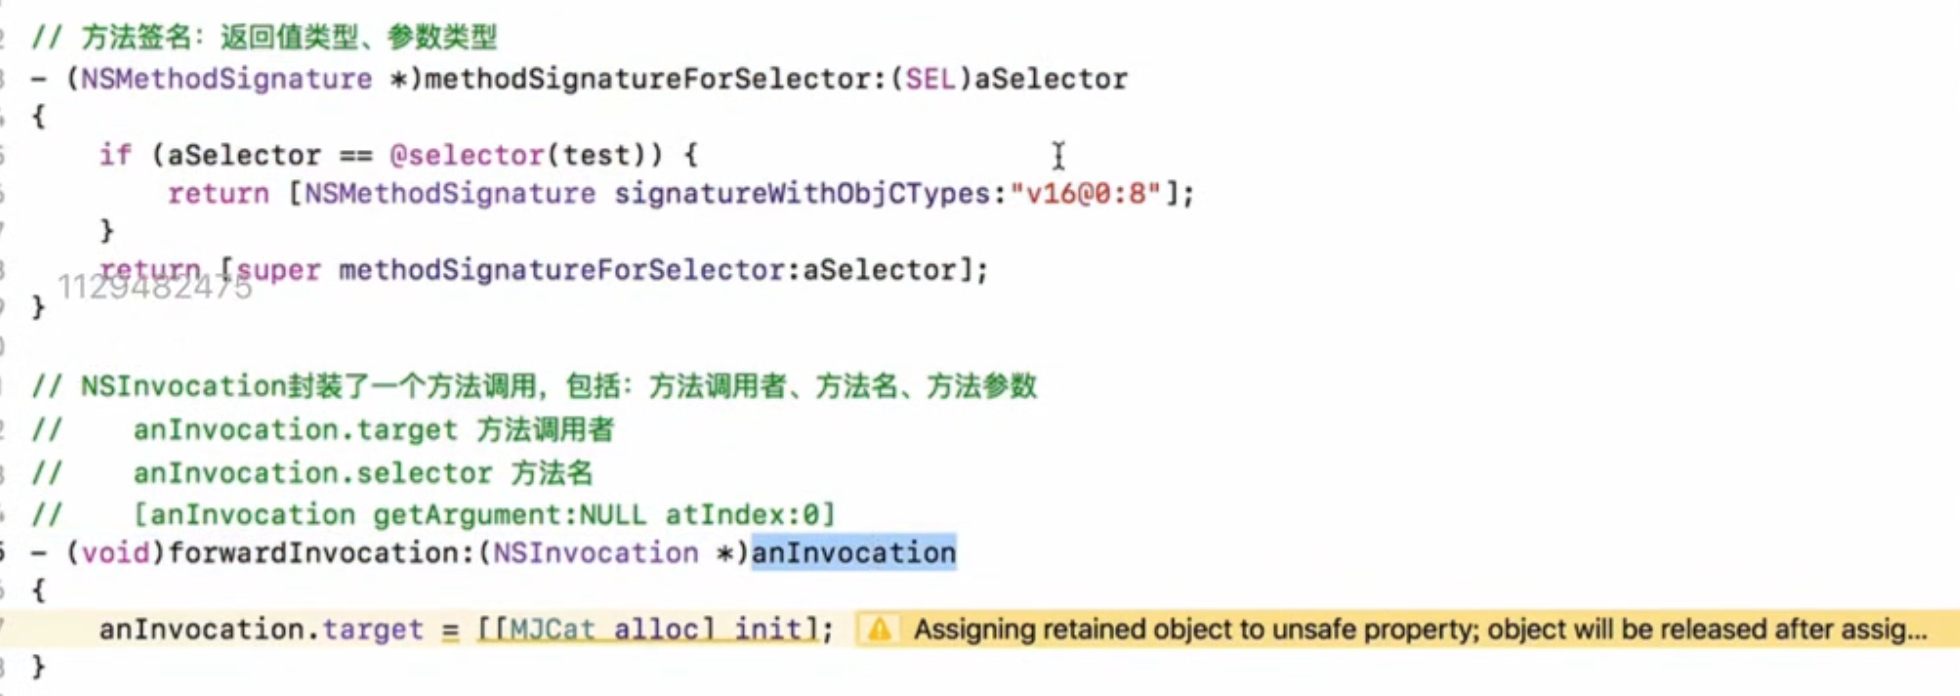 // 方法签名：返回值类型、参数类型
- (NSMethodSignature *)methodSignatureForSelector:(SEL)aSelector
{
    if (aSelector == @selector(test)) {
        return [NSMethodSignature signatureWithObjCTypes:"v16@0:8"];
    }
    return [super methodSignatureForSelector:aSelector];
1129482475
}
// NSInvocation封装了一个方法调用，包括：方法调用者、方法名、方法参数
//    anInvocation.target 方法调用者
//    anInvocation.selector 方法名
//    [anInvocation getArgument:NULL atIndex:0]
- (void)forwardInvocation:(NSInvocation *)anInvocation
{
    anInvocation.target = [[MJCat alloc] init]; Assigning retained object to unsafe property; object will be released after assig...
}